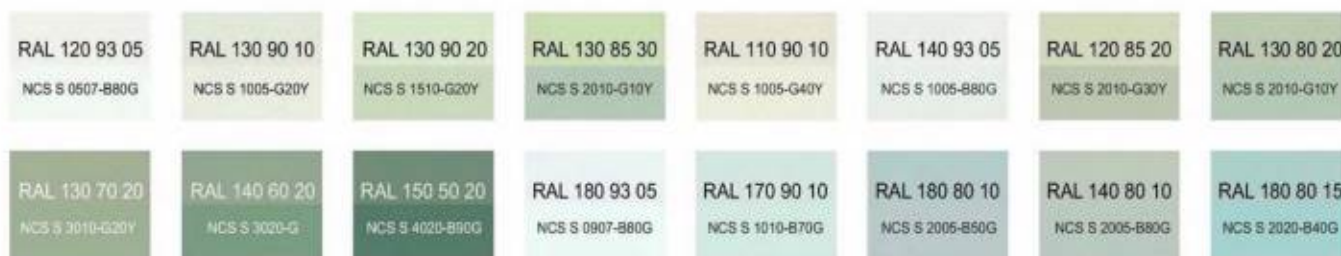 RAL 120 93 05
NCS S 0507-B80G
RAL 130 90 10
NCS S 1005-G20Y
RAL 130 90 20
NCS S 1510-G20Y
RAL 130 85 30
NCS S 2010-G10Y
RAL 110 90 10
NCS S 1005-G40Y
RAL 140 93 05
NCS S 1005-B80G
RAL 120 85 20
NCS S 2010-G30Y
RAL 130 80 20
NCS S 2010-G10Y
RAL 130 70 20
NCS S 3010-G20Y
RAL 140 60 20
NCS S 3020-G
RAL 150 50 20
NCS S 4020-B90G
RAL 180 93 05
NCS S 0907-B80G
RAL 170 90 10
NCS S 1010-B70G
RAL 180 80 10
NCS S 2005-B50G
RAL 140 80 10
NCS S 2005-B80G
RAL 180 80 15
NCS S 2020-B40G